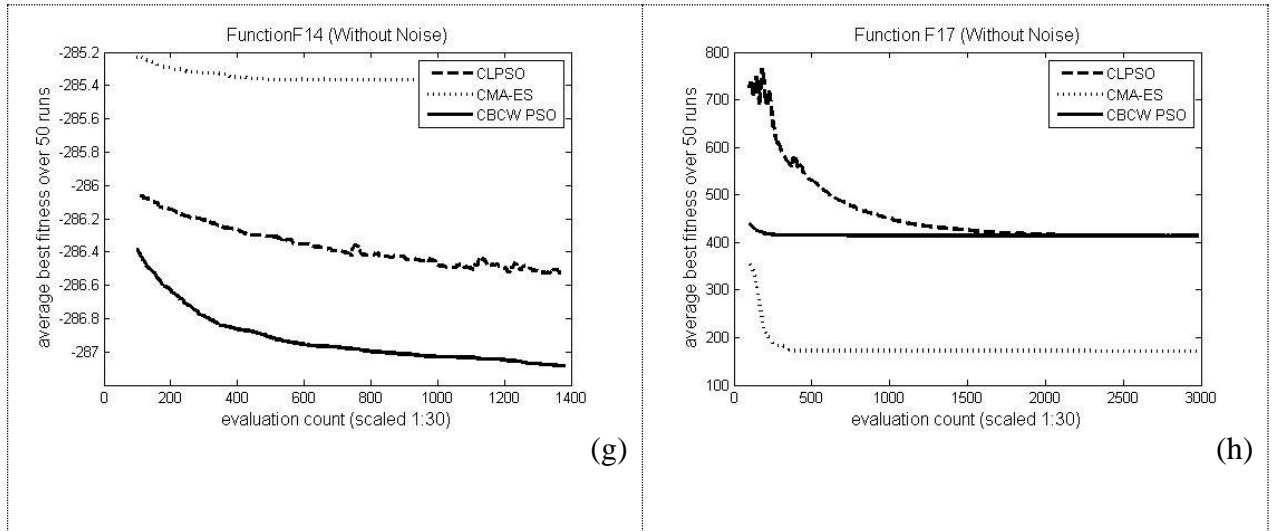 FunctionF14 (Without Noise)
-285.2
-285.4
-285.6
-285.8
-286
-286.2
-286.4
-286.6
-286.8
-287
average best fitness over 50 runs
CLPSO
CMA-ES
CBCW PSO
0 200 400 600 800 1000 1200 1400
evaluation count (scaled 1:30)
(g)
Function F17 (Without Noise)
800
700
600
500
400
300
200
100
average best fitness over 50 runs
CLPSO
CMA-ES
CBCW PSO
0 500 1000 1500 2000 2500 3000
evaluation count (scaled 1:30)
(h)